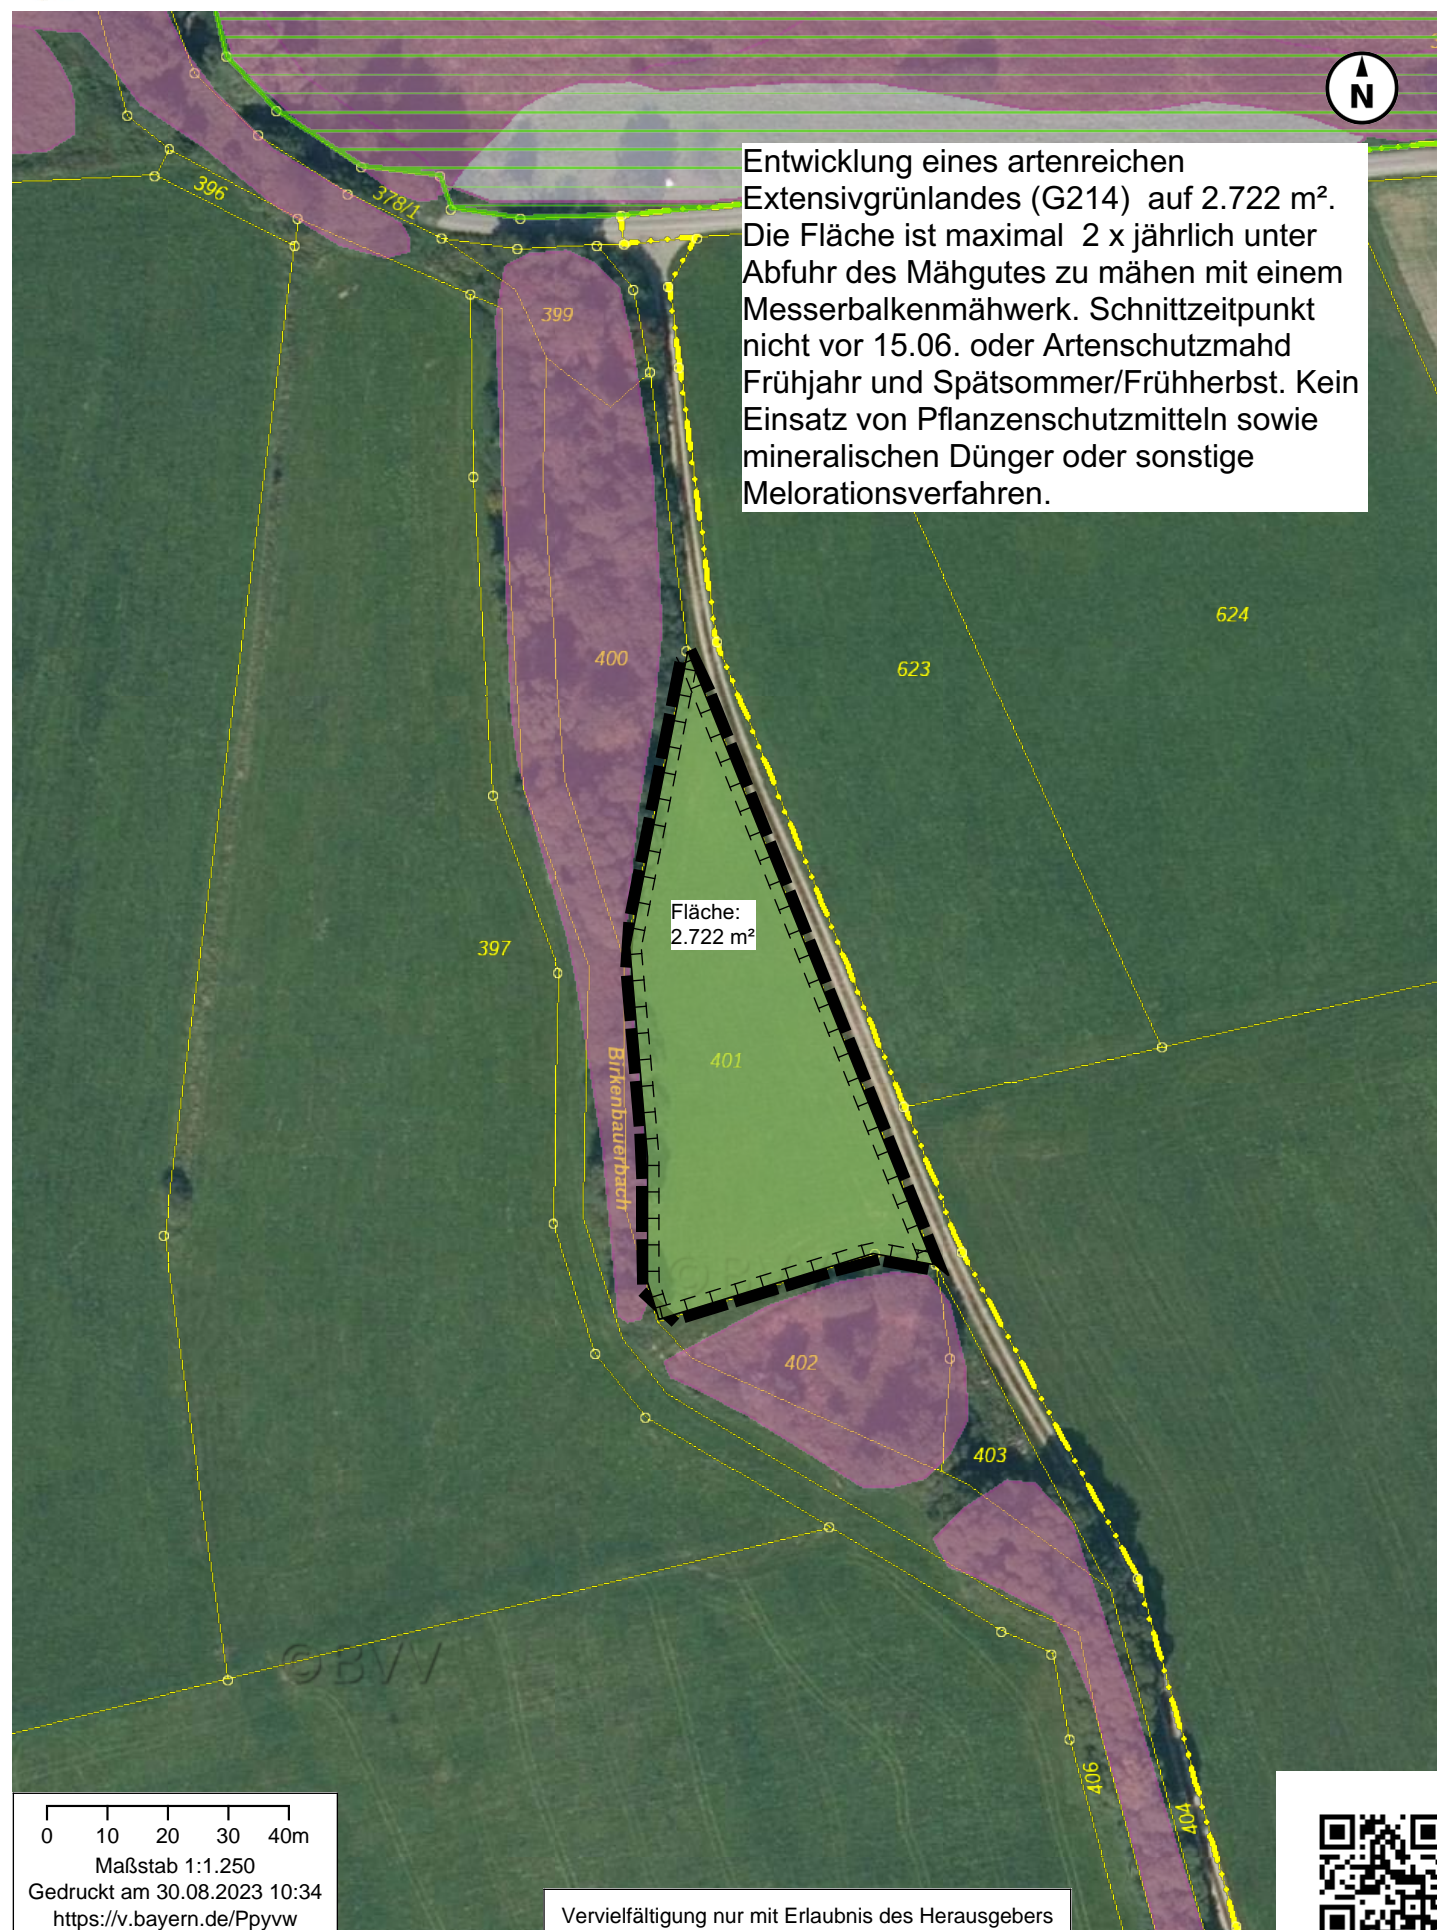 N
Entwicklung eines artenreichen
Extensivgrünlandes (G214) auf 2.722 m².
Die Fläche ist maximal 2 x jährlich unter
Abfuhr des Mähgutes zu mähen mit einem
Messerbalkenmähwerk. Schnittzeitpunkt
nicht vor 15.06. oder Artenschutzmahd
Frühjahr und Spätsommer/Frühherbst. Kein
Einsatz von Pflanzenschutzmitteln sowie
mineralischen Dünger oder sonstige
Melorationsverfahren.
396
378/1
399
624
400
623
Fläche:
2.722 m²
397
401
Birkenbauerbach
402
403
©BVV
406
404
0 10 20 30 40m
Maßstab 1:1.250
Gedruckt am 30.08.2023 10:34
https://v.bayern.de/Ppyvw
Vervielfältigung nur mit Erlaubnis des Herausgebers